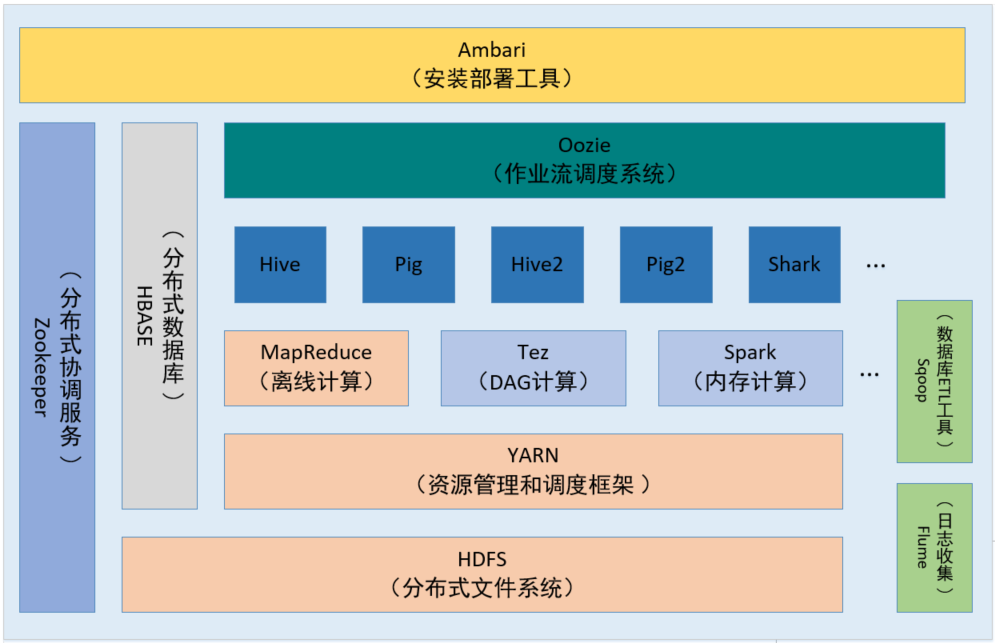 Ambari
（安装部署工具）
（分布式协调服务）
Zookeeper
（分布式数据库）
HBASE
Oozie
（作业流调度系统）
Hive
Pig
Hive2
Pig2
Shark
...
MapReduce
（离线计算）
Tez
（DAG计算）
Spark
（内存计算）
...
（数据库ETL工具）
Sqoop
YARN
（资源管理和调度框架 ）
（日志收集）
Flume
HDFS
（分布式文件系统）